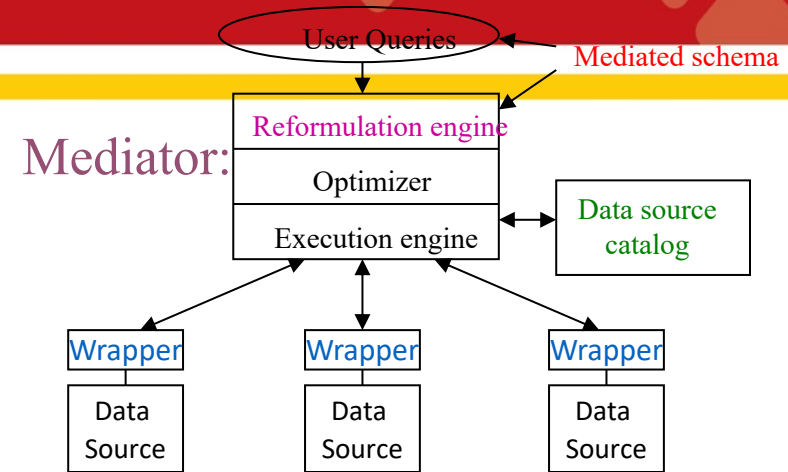 User Queries
Mediated schema
Reformulation engine
Mediator:
Optimizer
Data source
catalog
Execution engine
Wrapper
Wrapper
Wrapper
Data
Source
Data
Source
Data
Source